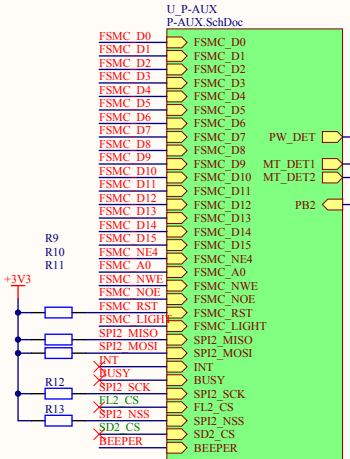 U_P-AUX
P-AUX.SchDoc
FSMC_D0 FSMC_D0
FSMC_D1 FSMC_D1
FSMC_D2 FSMC_D2
FSMC_D3 FSMC_D3
FSMC_D4 FSMC_D4
FSMC_D5 FSMC_D5
FSMC_D6 FSMC_D6
FSMC_D7 FSMC_D7 PW_DET
FSMC_D8 FSMC_D8
FSMC_D9 FSMC_D9 MT_DET1
FSMC_D10 FSMC_D10 MT_DET2
FSMC_D11 FSMC_D11
FSMC_D12 FSMC_D12 PB2
FSMC_D13 FSMC_D13
FSMC_D14 FSMC_D14
R9 FSMC_D15 FSMC_D15
R10 FSMC_NE4 FSMC_NE4
R11 FSMC_A0 FSMC_A0
+3V3 FSMC_NWE FSMC_NWE
FSMC_NOE FSMC_NOE
FSMC_RST FSMC_RST
FSMC_LIGHT FSMC_LIGHT
SPI2_MISO SPI2_MISO
SPI2_MOSI SPI2_MOSI
INT INT
BUSY BUSY
R12 SPI2_SCK SPI2_SCK
FL2_CS FL2_CS
R13 SPI2_NSS SPI2_NSS
SD2_CS SD2_CS
BEEPER BEEPER